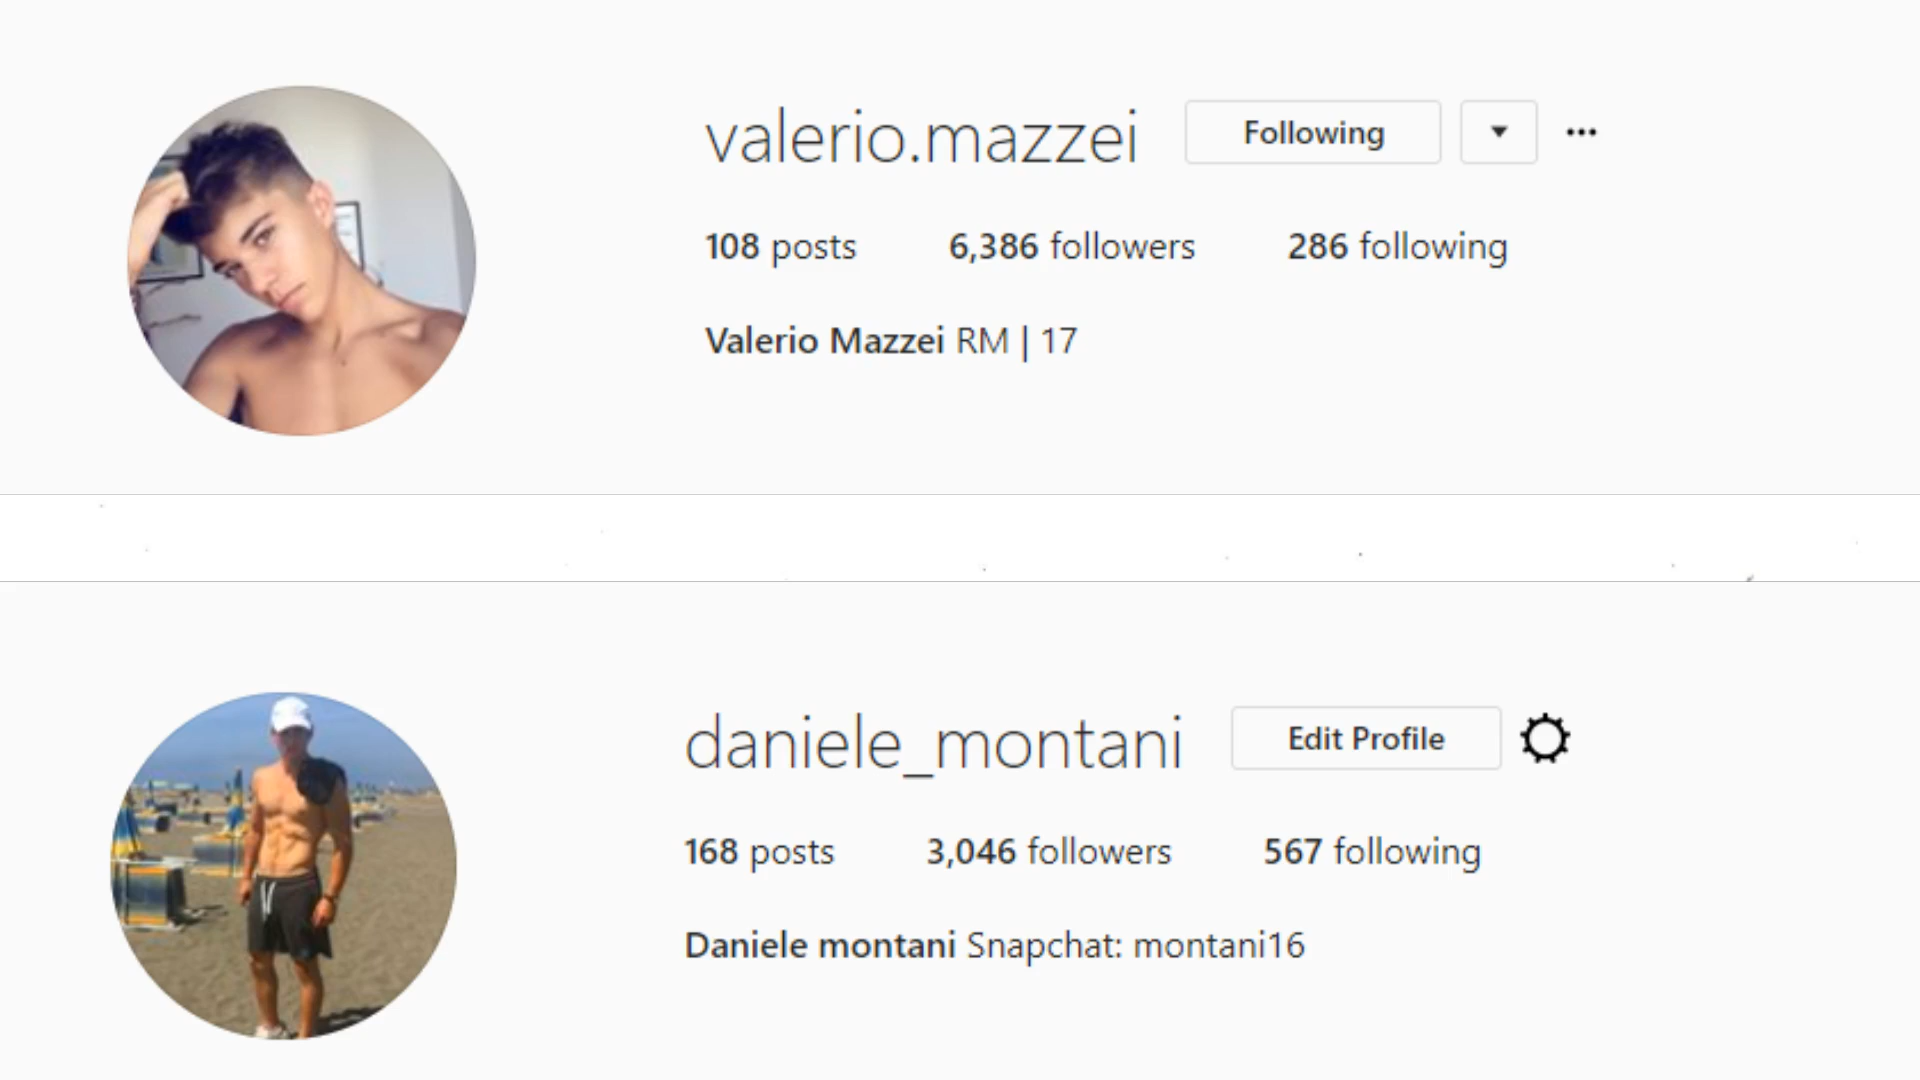 valerio.mazzei Following
108 posts 6,386 followers 286 following
Valerio Mazzei RM | 17
daniele_montani Edit Profile
168 posts 3,046 followers 567 following
Daniele montani Snapchat: montani16